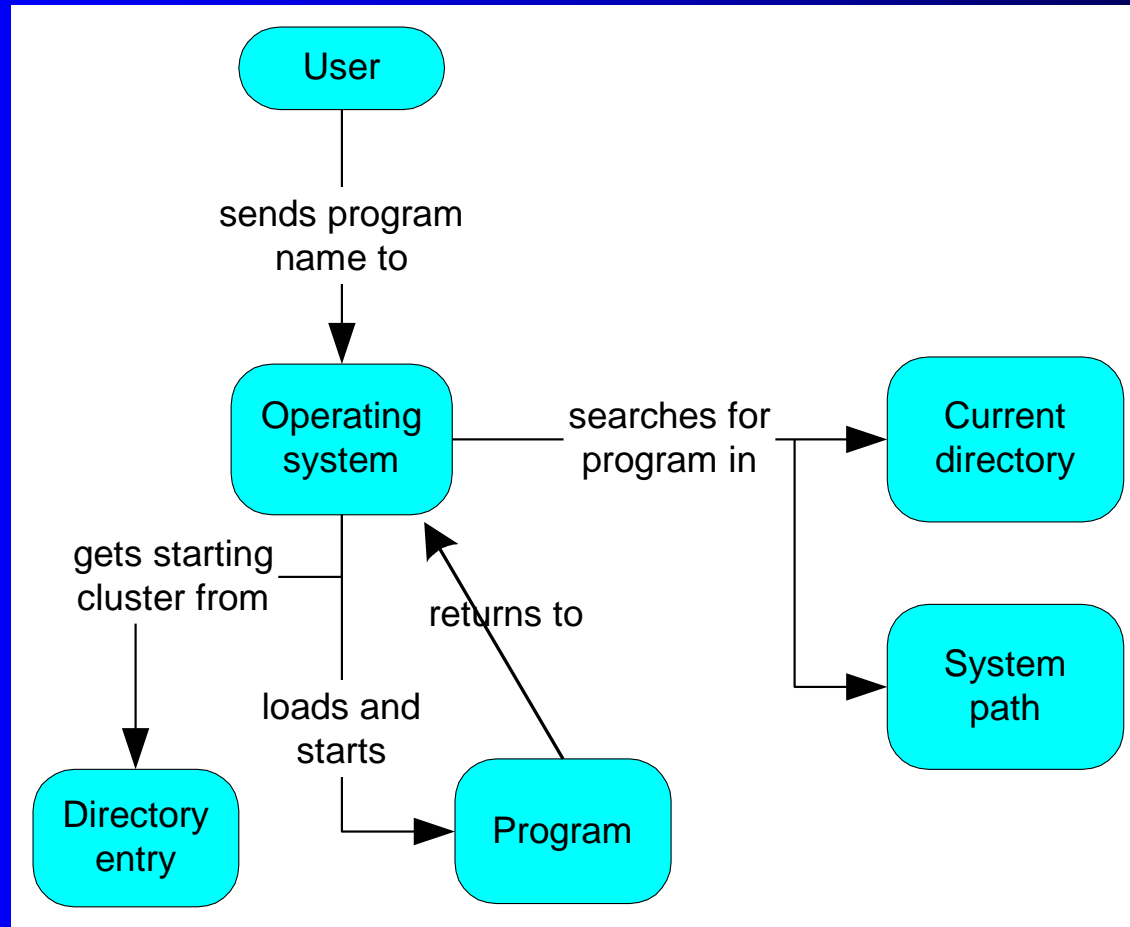 User
sends program
name to
Operating
system
searches for
program in
Current
directory
gets starting
cluster from
returns to
System
path
loads and
starts
Directory
entry
Program